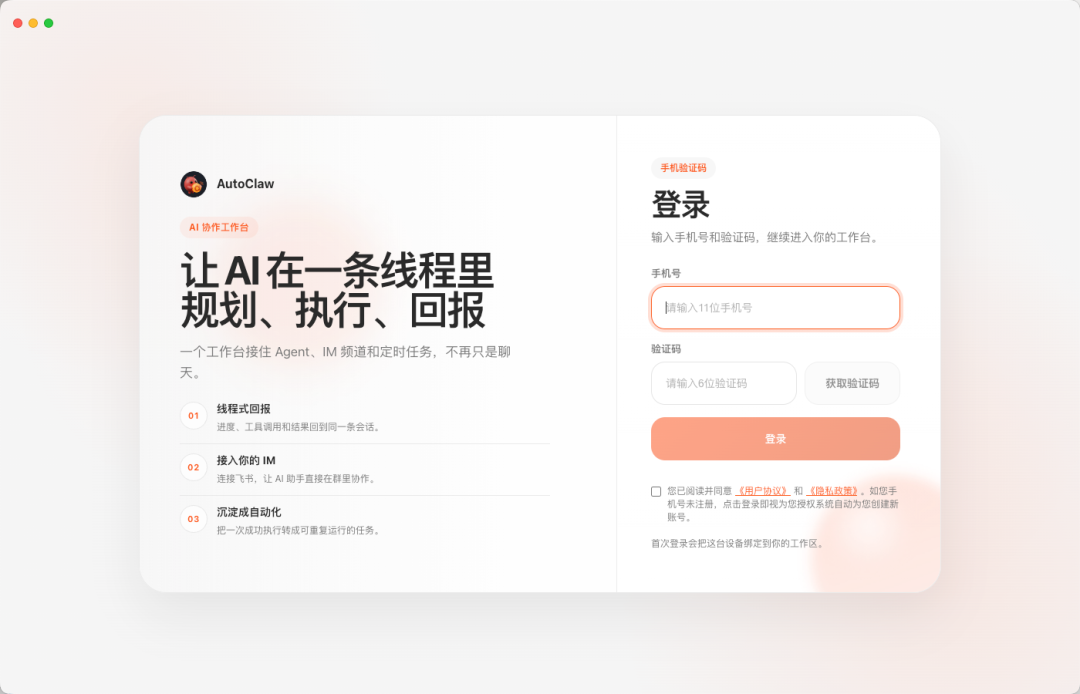 AutoClaw
AI 协作工作台
让 AI 在一条线程里
规划、执行、回报
一个工作台接住 Agent、IM 频道和定时任务，不再只是聊
天。
01
线程式回报
进度、工具调用和结果回到同一条会话。
02
接入你的 IM
连接飞书，让 AI 助手直接在群里协作。
03
沉淀成自动化
把一次成功执行转成可重复运行的任务。
手机验证码
登录
输入手机号和验证码，继续进入你的工作台。
手机号
请输入11位手机号
验证码
请输入6位验证码
获取验证码
登录
您已阅读并同意 《用户协议》 和 《隐私政策》。如您手
机号未注册，点击登录即视为您授权系统自动为您创建新
账号。
首次登录会把这台设备绑定到你的工作区。